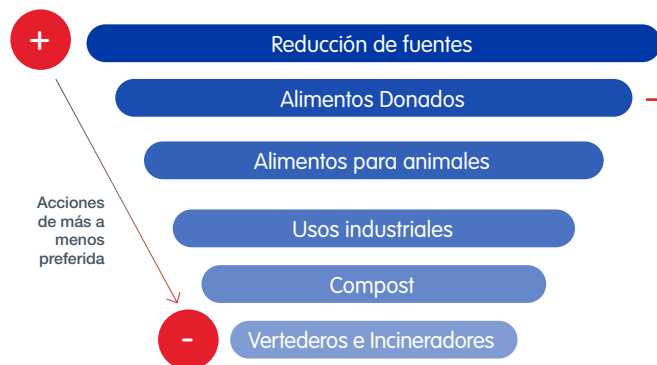 +
Reducción de fuentes
Alimentos Donados
Alimentos para animales
Acciones
de más a
menos
preferida
Usos industriales
Compost
-
Vertederos e Incineradores